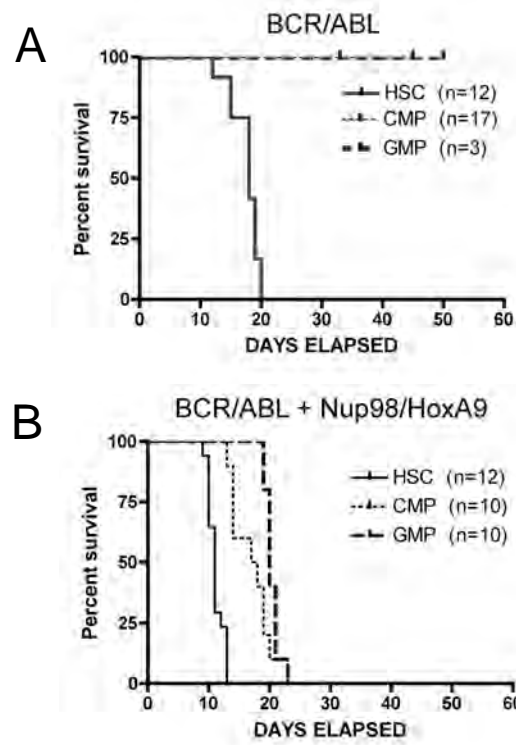 A
BCR/ABL
100
75
50
25
0
Percent survival
HSC (n=12)
CMP (n=17)
GMP (n=3)
0 10 20 30 40 50 60
DAYS ELAPSED
B
BCR/ABL + Nup98/HoxA9
100
75
50
25
0
Percent survival
HSC (n=12)
CMP (n=10)
GMP (n=10)
0 10 20 30 40 50 60
DAYS ELAPSED